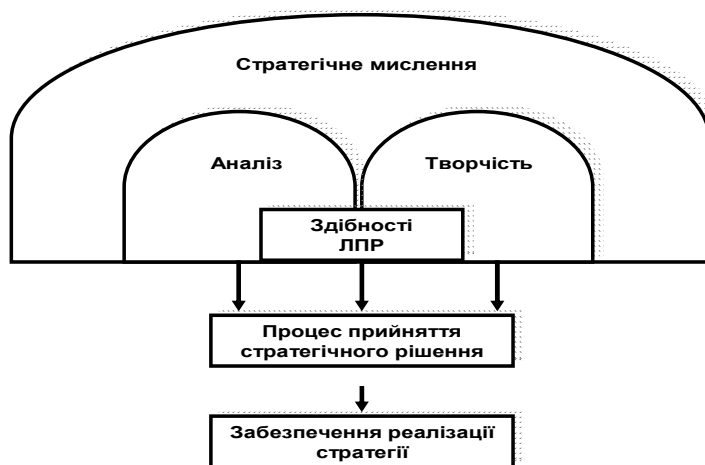 Стратегічне мислення
Аналіз
Творчість
Здібності
ЛПР
Процес прийняття
стратегічного рішення
Забезпечення реалізації
стратегії